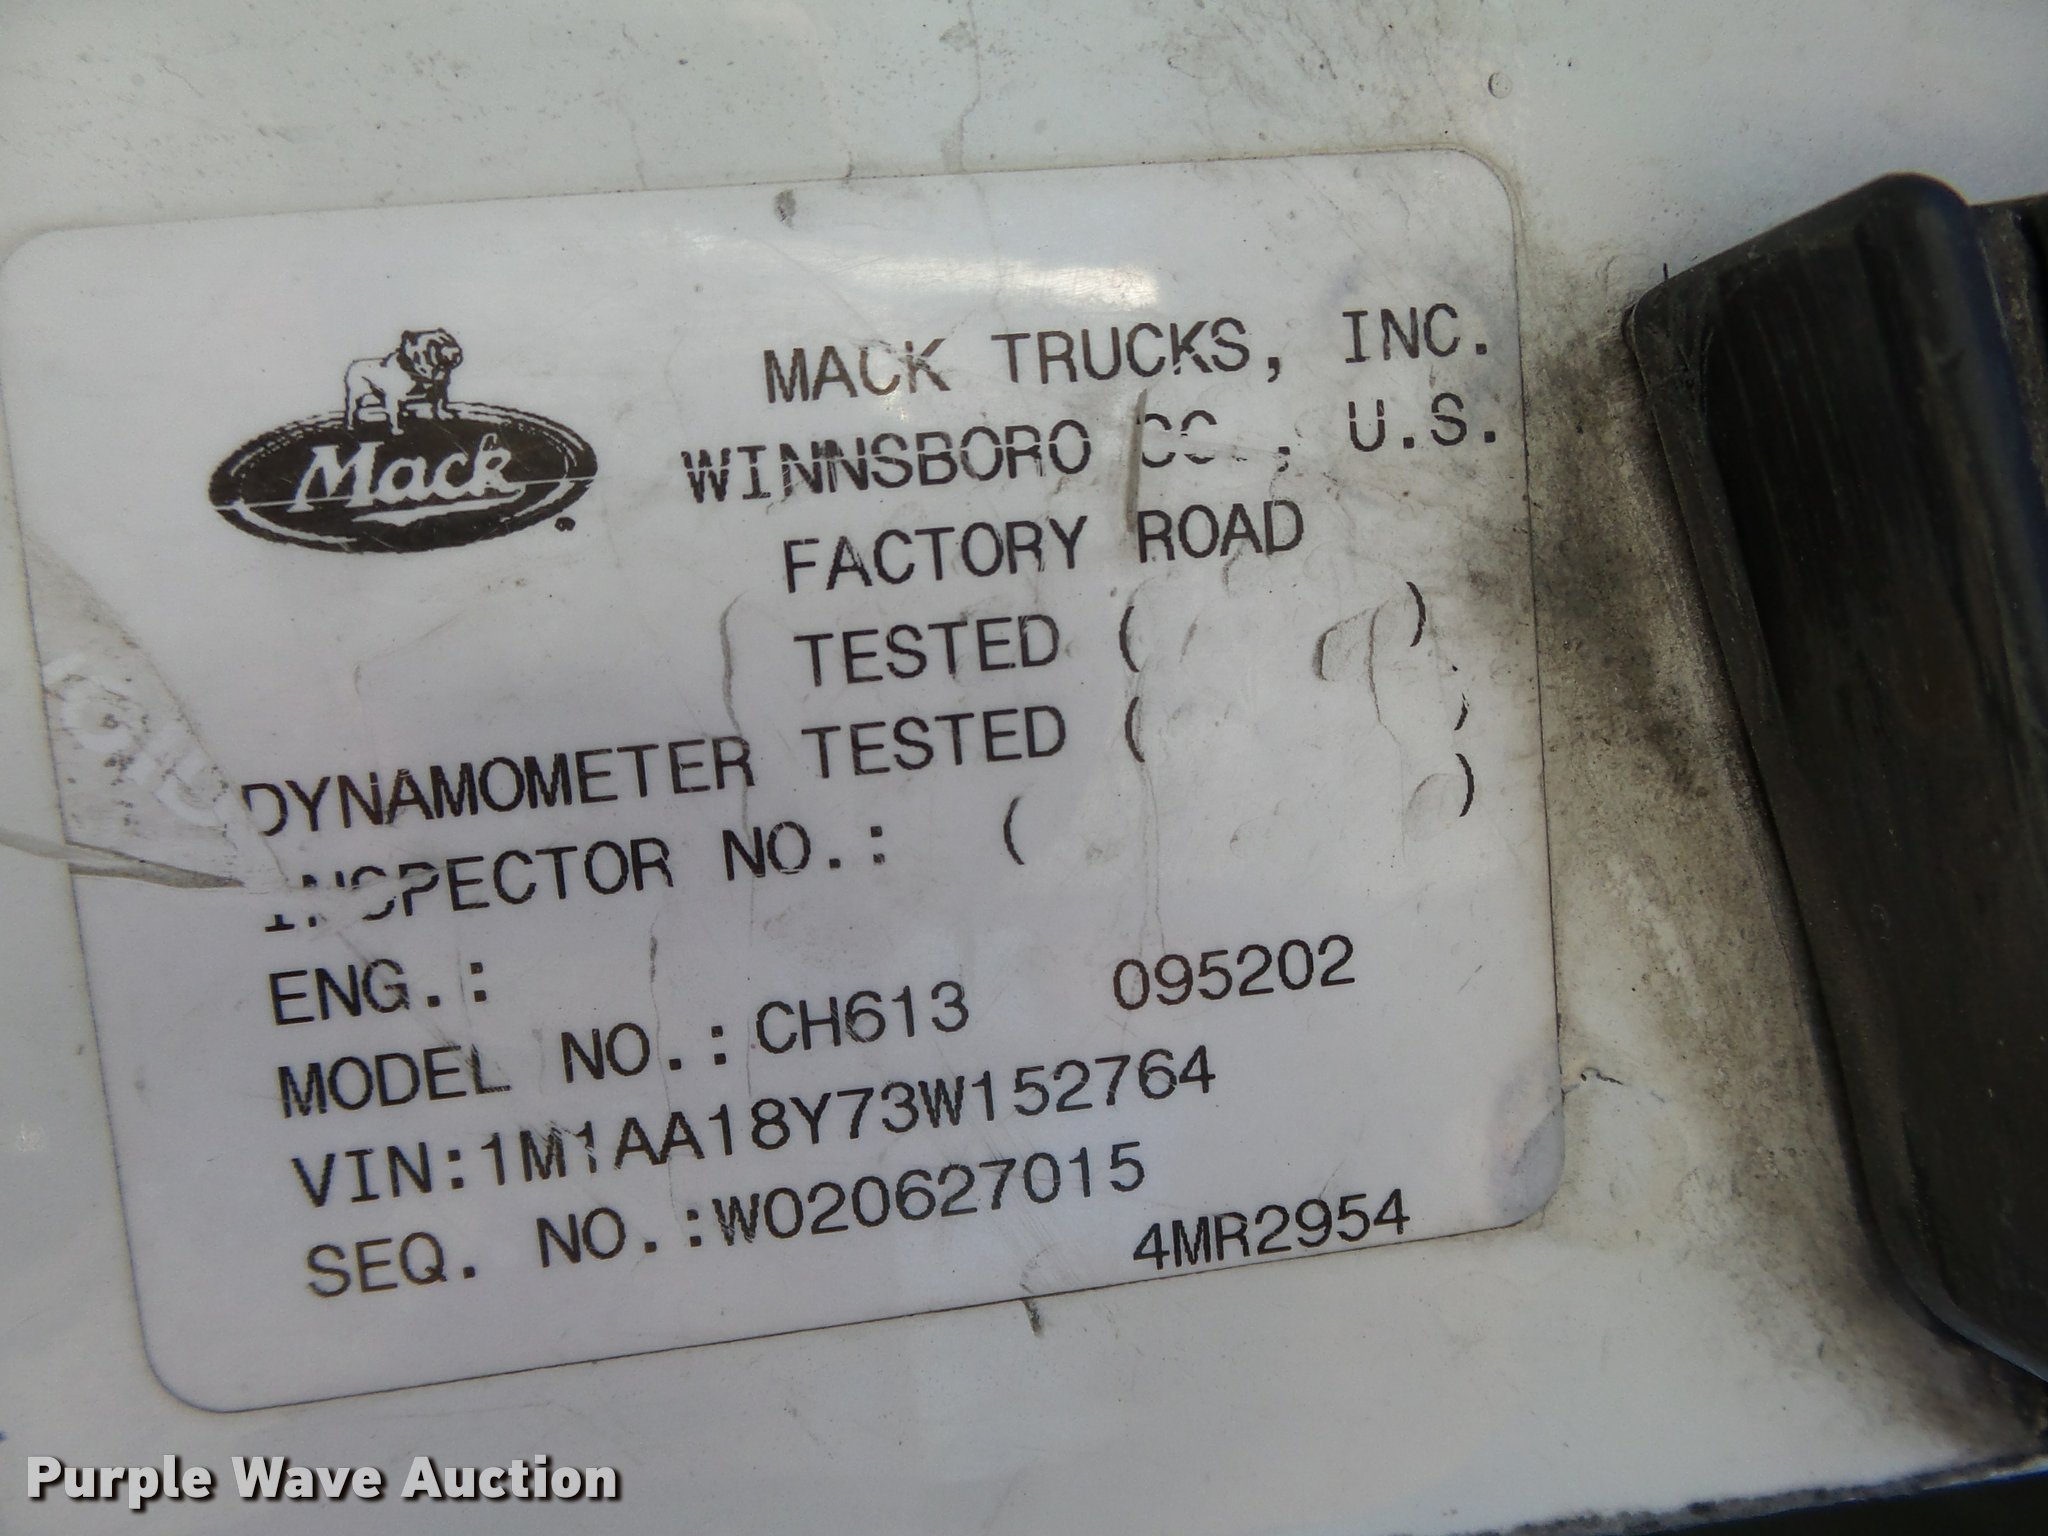 Mack
MACK TRUCKS, INC.
WINNSBORO , U.S.
FACTORY ROAD
TESTED ( )
DYNAMOMETER TESTED ( )
INSPECTOR NO.: ( )
ENG.:
MODEL NO.:CH613 095202
VIN:1M1AA18Y73W152764
SEQ. NO.:W020627015
4MR2954
Purple Wave Auction